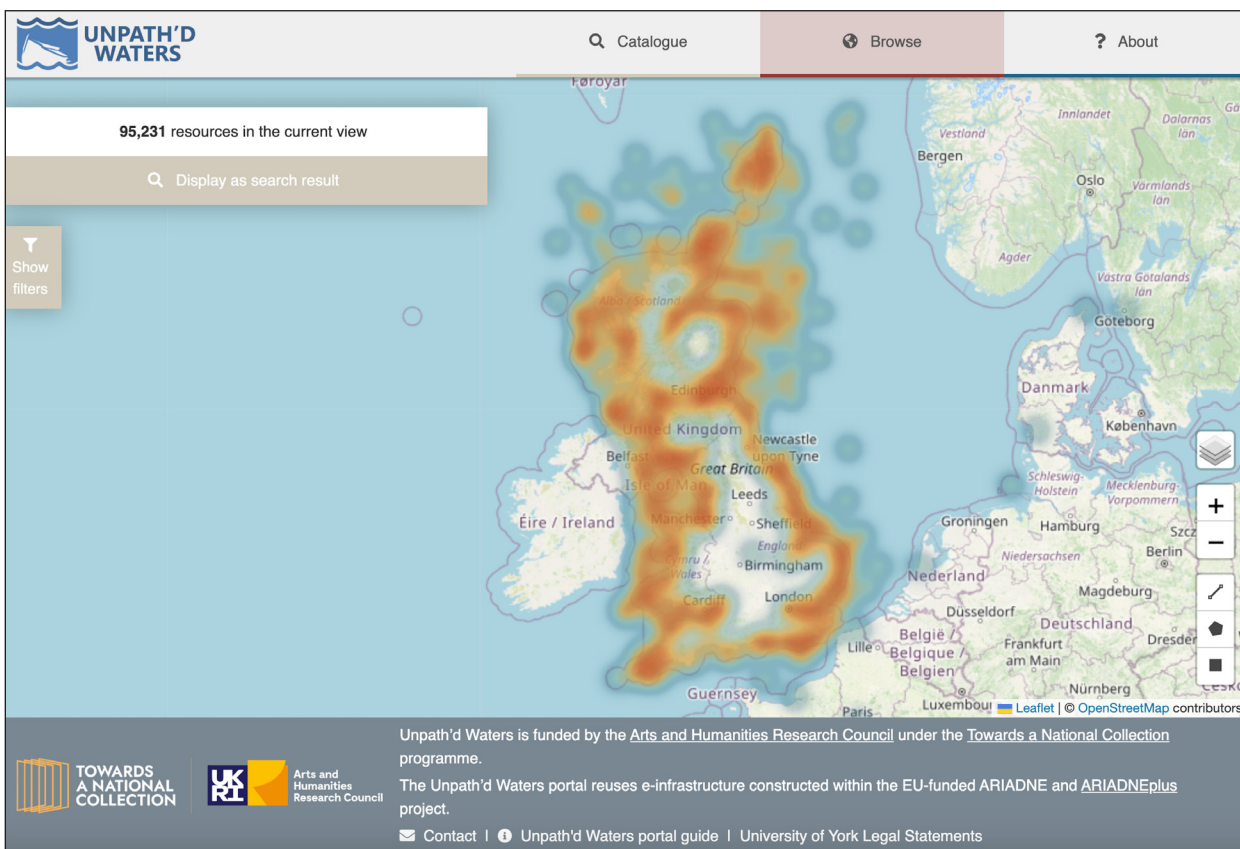 UNPATH'D
WATERS
Catalogue
Browse
? About
95,231 resources in the current view
Display as search result
Show
filters
Føroyar
Vestland
Innlandet
Dalarnas
län
Bergen
Oslo
Värmlands
län
Agder
Västra Götalands
län
Göteborg
Alba / Scotland
Danmark
København
Edinburgh
United Kingdom
Newcastle
upon Tyne
Belfast
Great Britain
Isle of Man
Leeds
Éire / Ireland
Manchester
Sheffield
England
Cymru /
Wales
Birmingham
Cardiff
London
Schleswig-
Holstein
Mecklenburg-
Vorpommern
Groningen
Hamburg
Szcz
Niedersachsen
Berlin
Nederland
Magdeburg
Düsseldorf
Deutschland
België /
Belgique /
Belgien
Lille
Frankfurt
am Main
Dresden
Guernsey
Nürnberg
Paris
Luxembou
+
−
Leaflet | © OpenStreetMap contributors
TOWARDS
A NATIONAL
COLLECTION
UK
RI
Arts and
Humanities
Research Council
Unpath'd Waters is funded by the Arts and Humanities Research Council under the Towards a National Collection
programme.
The Unpath'd Waters portal reuses e-infrastructure constructed within the EU-funded ARIADNE and ARIADNEplus
project.
Contact | Unpath'd Waters portal guide | University of York Legal Statements